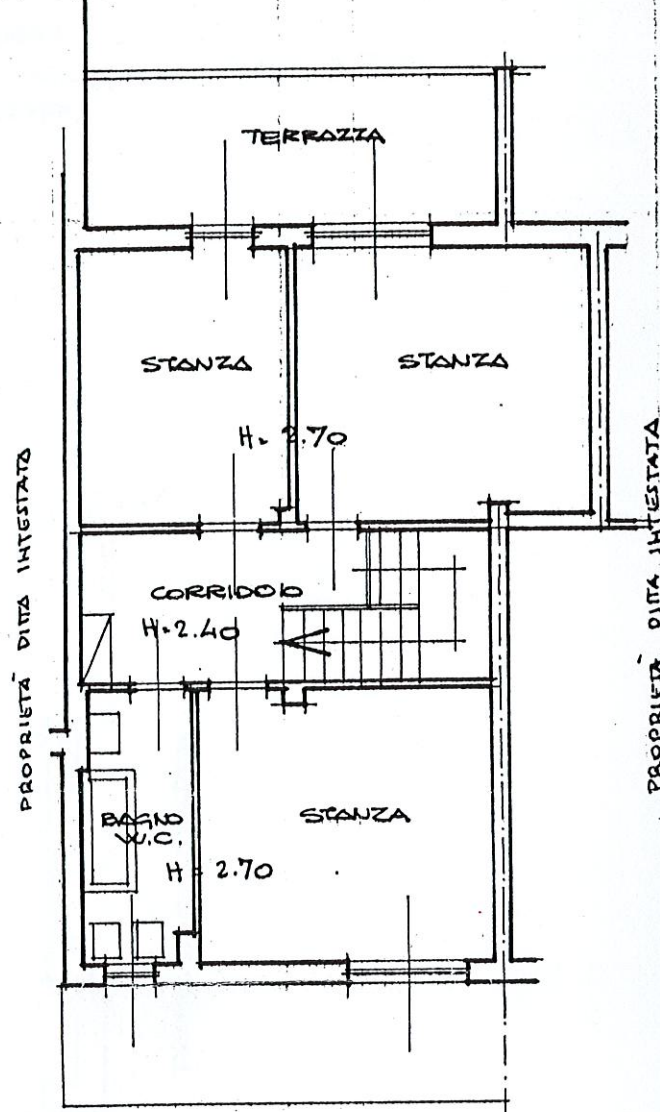 TERRAZZA
STANZA
STANZA
H. 2.70
CORRIDOIO
H. 2.40
BAGNO
W.C.
STANZA
H 2.70
PROPRIETÀ DITTA INTESTATA
PROPRIETÀ DITTA INTESTATA